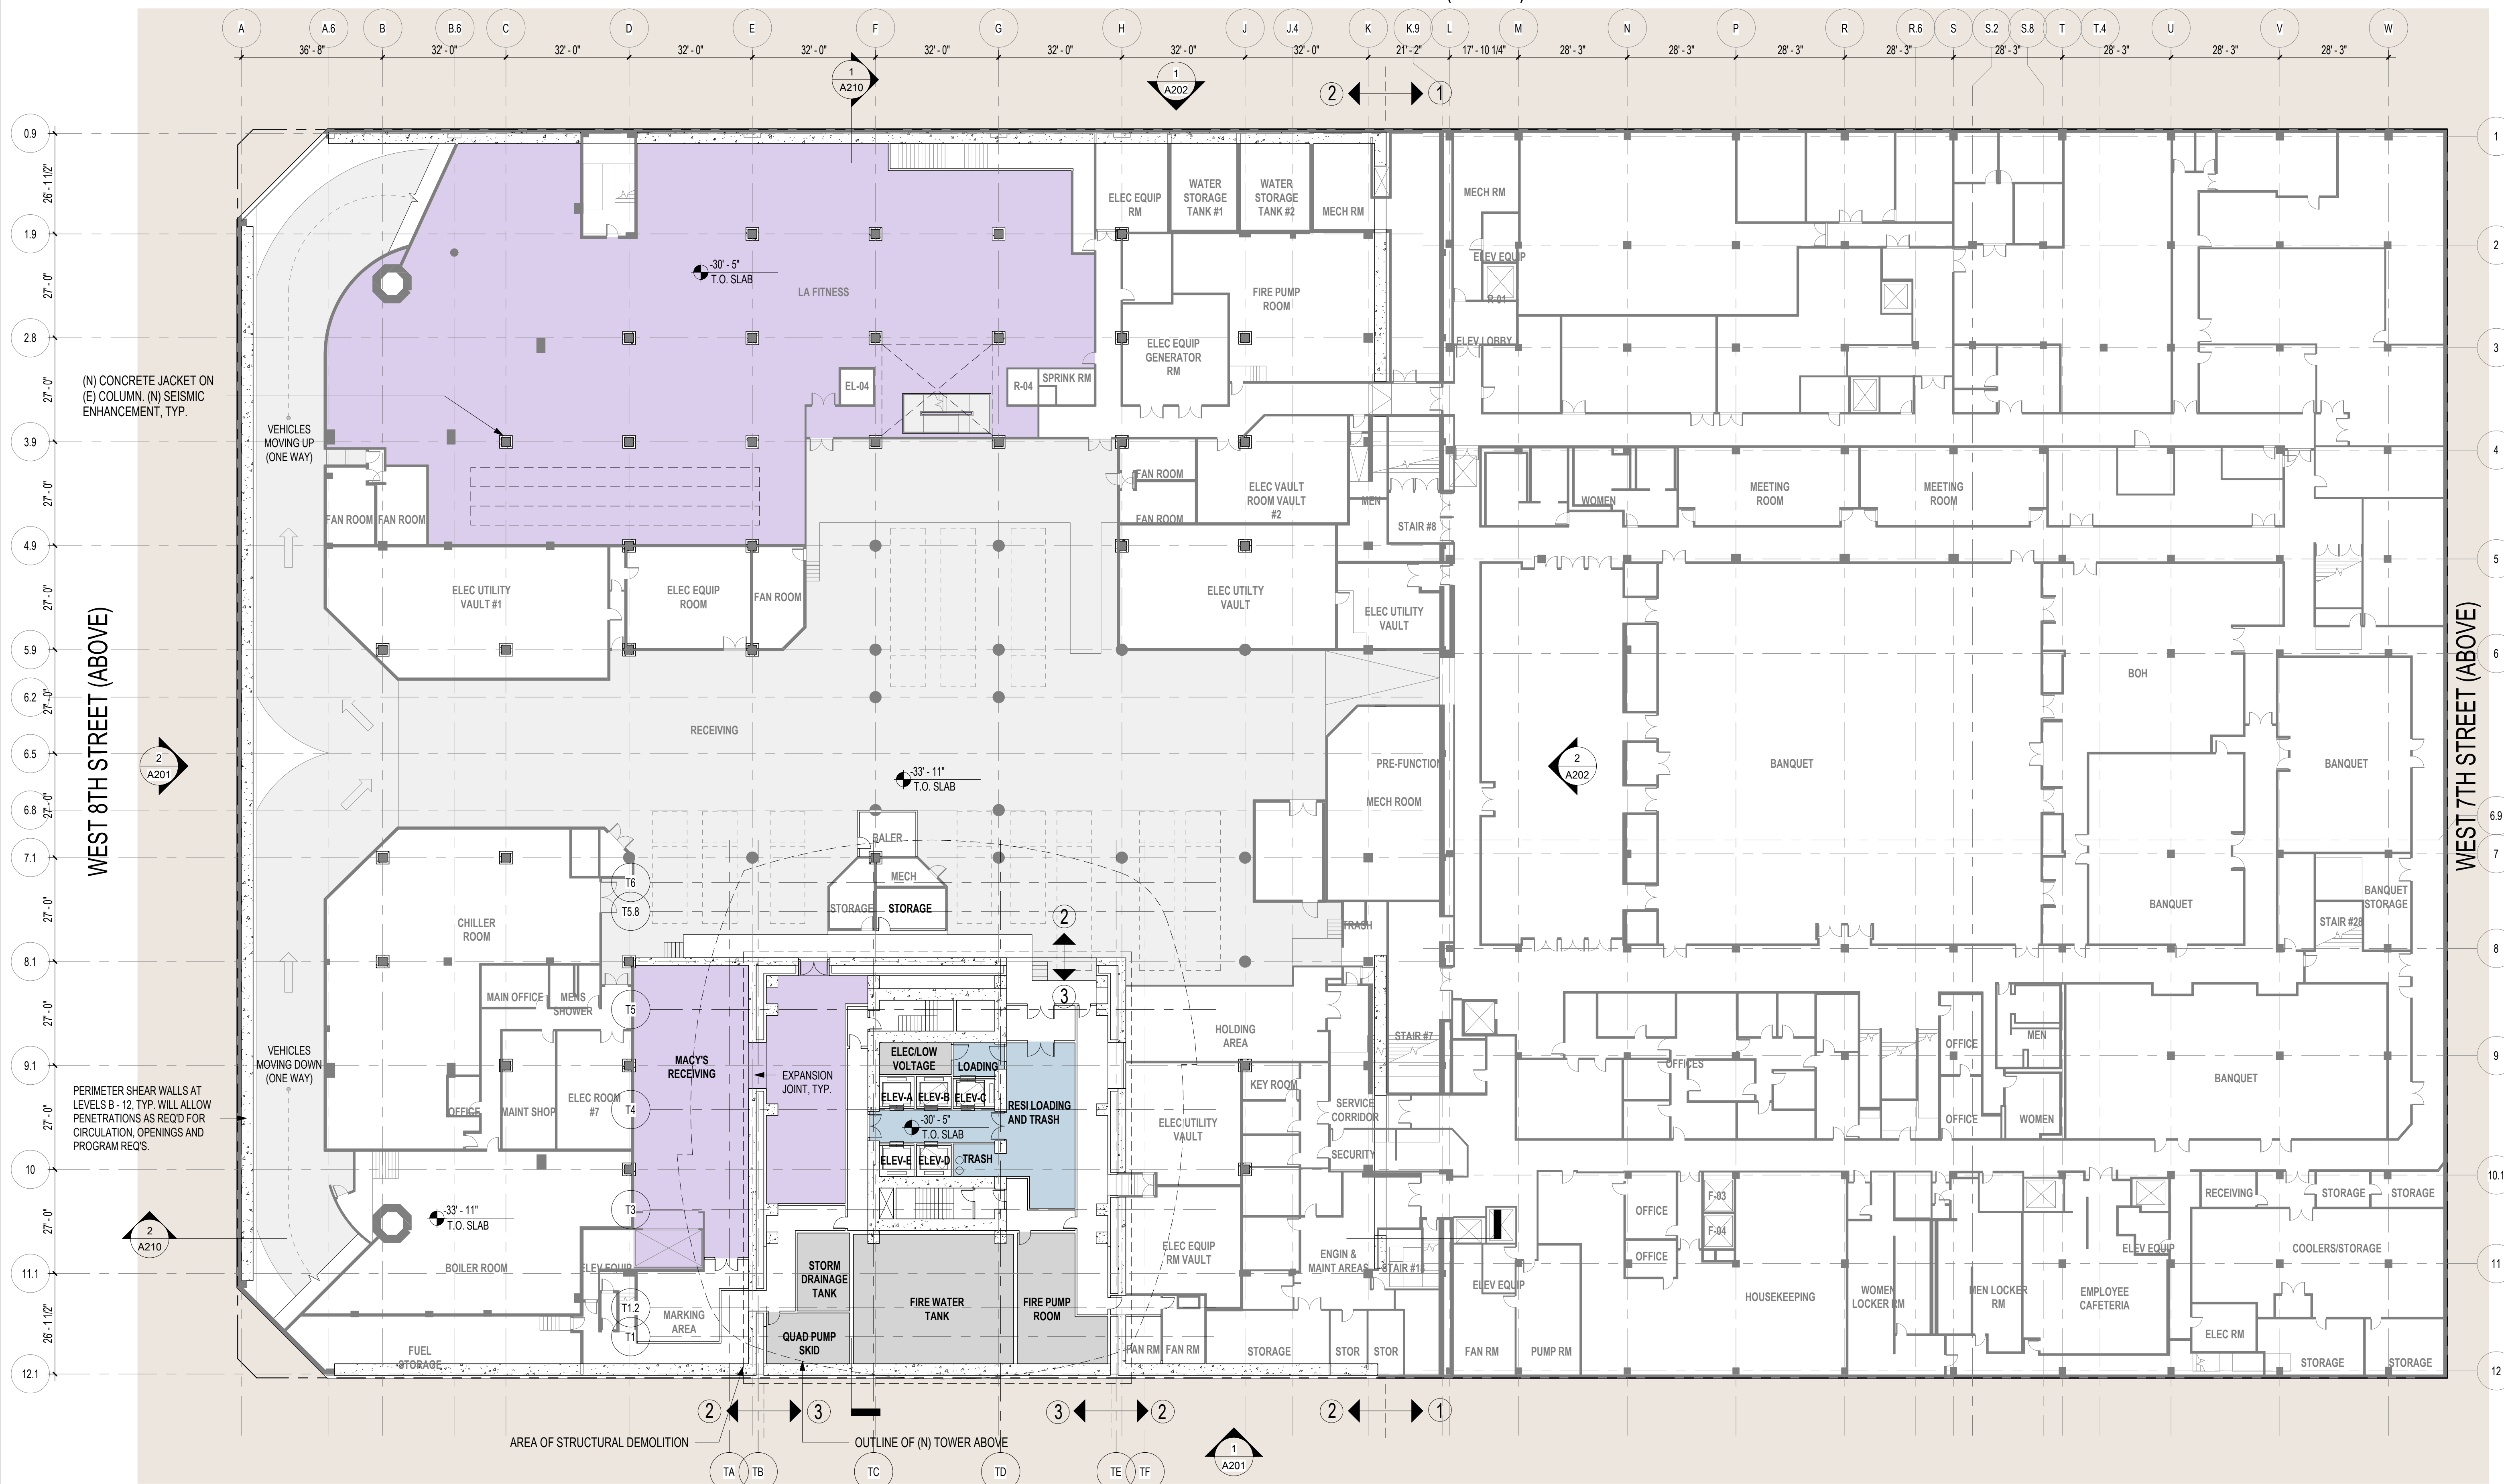 A
A.6
B
B.6
C
D
E
F
G
H
J
J.4
K
K.9
L
M
N
P
R
R.6
S
S.2
S.8
T
T.4
U
V
W
36' - 8"
32' - 0"
32' - 0"
32' - 0"
32' - 0"
32' - 0"
32' - 0"
32' - 0"
32' - 0"
21' - 2"
17' - 10 1/4"
28' - 3"
28' - 3"
28' - 3"
28' - 3"
28' - 3"
28' - 3"
28' - 3"
1
A210
1
A202
2
1
0.9
1.9
2.8
3.9
4.9
5.9
6.2
6.5
6.8
7.1
8.1
9.1
10
11.1
12.1
26' - 1 1/2"
27' - 0"
27' - 0"
27' - 0"
27' - 0"
27' - 0"
27' - 0"
27' - 0"
27' - 0"
27' - 0"
27' - 0"
27' - 0"
26' - 1 1/2"
1
2
3
4
5
6
6.9
7
8
9
10.1
11
12
WEST 8TH STREET (ABOVE)
WEST 7TH STREET (ABOVE)
2
A201
2
A210
2
A202
(N) CONCRETE JACKET ON
(E) COLUMN. (N) SEISMIC
ENHANCEMENT, TYP.
PERIMETER SHEAR WALLS AT
LEVELS B - 12, TYP. WILL ALLOW
PENETRATIONS AS REQ'D FOR
CIRCULATION, OPENINGS AND
PROGRAM REQ'S.
VEHICLES
MOVING UP
(ONE WAY)
-30' - 5"
T.O. SLAB
LA FITNESS
EL-04
R-04
SPRINK RM
ELEC EQUIP
RM
WATER
STORAGE
TANK #1
WATER
STORAGE
TANK #2
MECH RM
FIRE PUMP
ROOM
ELEC EQUIP
GENERATOR
RM
MECH RM
ELEV EQUIP
R-01
ELEV LOBBY
FAN ROOM
FAN ROOM
ELEC UTILITY
VAULT #1
ELEC EQUIP
ROOM
FAN ROOM
FAN ROOM
FAN ROOM
ELEC VAULT
ROOM VAULT
#2
MEN
STAIR #8
WOMEN
MEETING
ROOM
MEETING
ROOM
ELEC UTILTY
VAULT
ELEC UTILITY
VAULT
RECEIVING
-33' - 11"
T.O. SLAB
PRE-FUNCTION
MECH ROOM
BANQUET
BOH
BANQUET
BANQUET
BANQUET
STORAGE
STAIR #28
BALER
MECH
STORAGE
STORAGE
TRASH
2
3
CHILLER
ROOM
MAIN OFFICE
MENS
SHOWER
VEHICLES
MOVING DOWN
(ONE WAY)
OFFICE
MAINT SHOP
ELEC ROOM
#7
T6
T5.8
T5
T4
T3
T1.2
T1
MACY'S
RECEIVING
EXPANSION
JOINT, TYP.
ELEC/LOW
VOLTAGE
LOADING
ELEV-A
ELEV-B
ELEV-C
-30' - 5"
T.O. SLAB
ELEV-E
ELEV-D
TRASH
RESI LOADING
AND TRASH
HOLDING
AREA
ELEC UTILITY
VAULT
KEY ROOM
SERVICE
CORRIDOR
SECURITY
STAIR #7
OFFICES
OFFICE
OFFICE
MEN
WOMEN
BANQUET
-33' - 11"
T.O. SLAB
BOILER ROOM
ELEV EQUIP
MARKING
AREA
FUEL
STORAGE
STORM
DRAINAGE
TANK
FIRE WATER
TANK
FIRE PUMP
ROOM
QUAD PUMP
SKID
ELEC EQUIP
RM VAULT
FAN RM
FAN RM
STORAGE
STOR
STOR
ENGIN &
MAINT AREAS
ELEV EQUIP
FAN RM
PUMP RM
OFFICE
OFFICE
F-03
F-04
HOUSEKEEPING
WOMEN
LOCKER RM
MEN LOCKER
RM
ELEV EQUIP
EMPLOYEE
CAFETERIA
RECEIVING
STORAGE
STORAGE
COOLERS/STORAGE
ELEC RM
STORAGE
STORAGE
2
3
3
2
2
1
AREA OF STRUCTURAL DEMOLITION
OUTLINE OF (N) TOWER ABOVE
1
A201
TA
TB
TC
TD
TE
TF